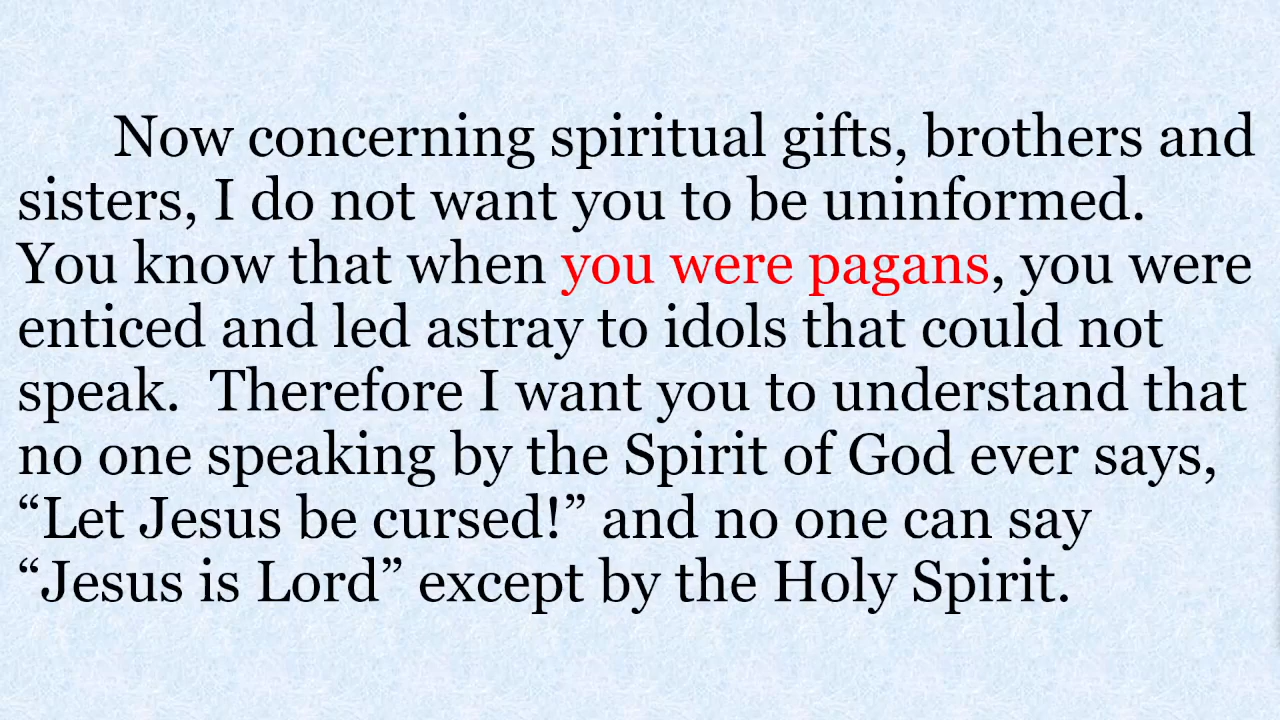 Now concerning spiritual gifts, brothers and
sisters, I do not want you to be uninformed.
You know that when you were pagans, you were
enticed and led astray to idols that could not
speak.  Therefore I want you to understand that
no one speaking by the Spirit of God ever says,
“Let Jesus be cursed!” and no one can say
“Jesus is Lord” except by the Holy Spirit.